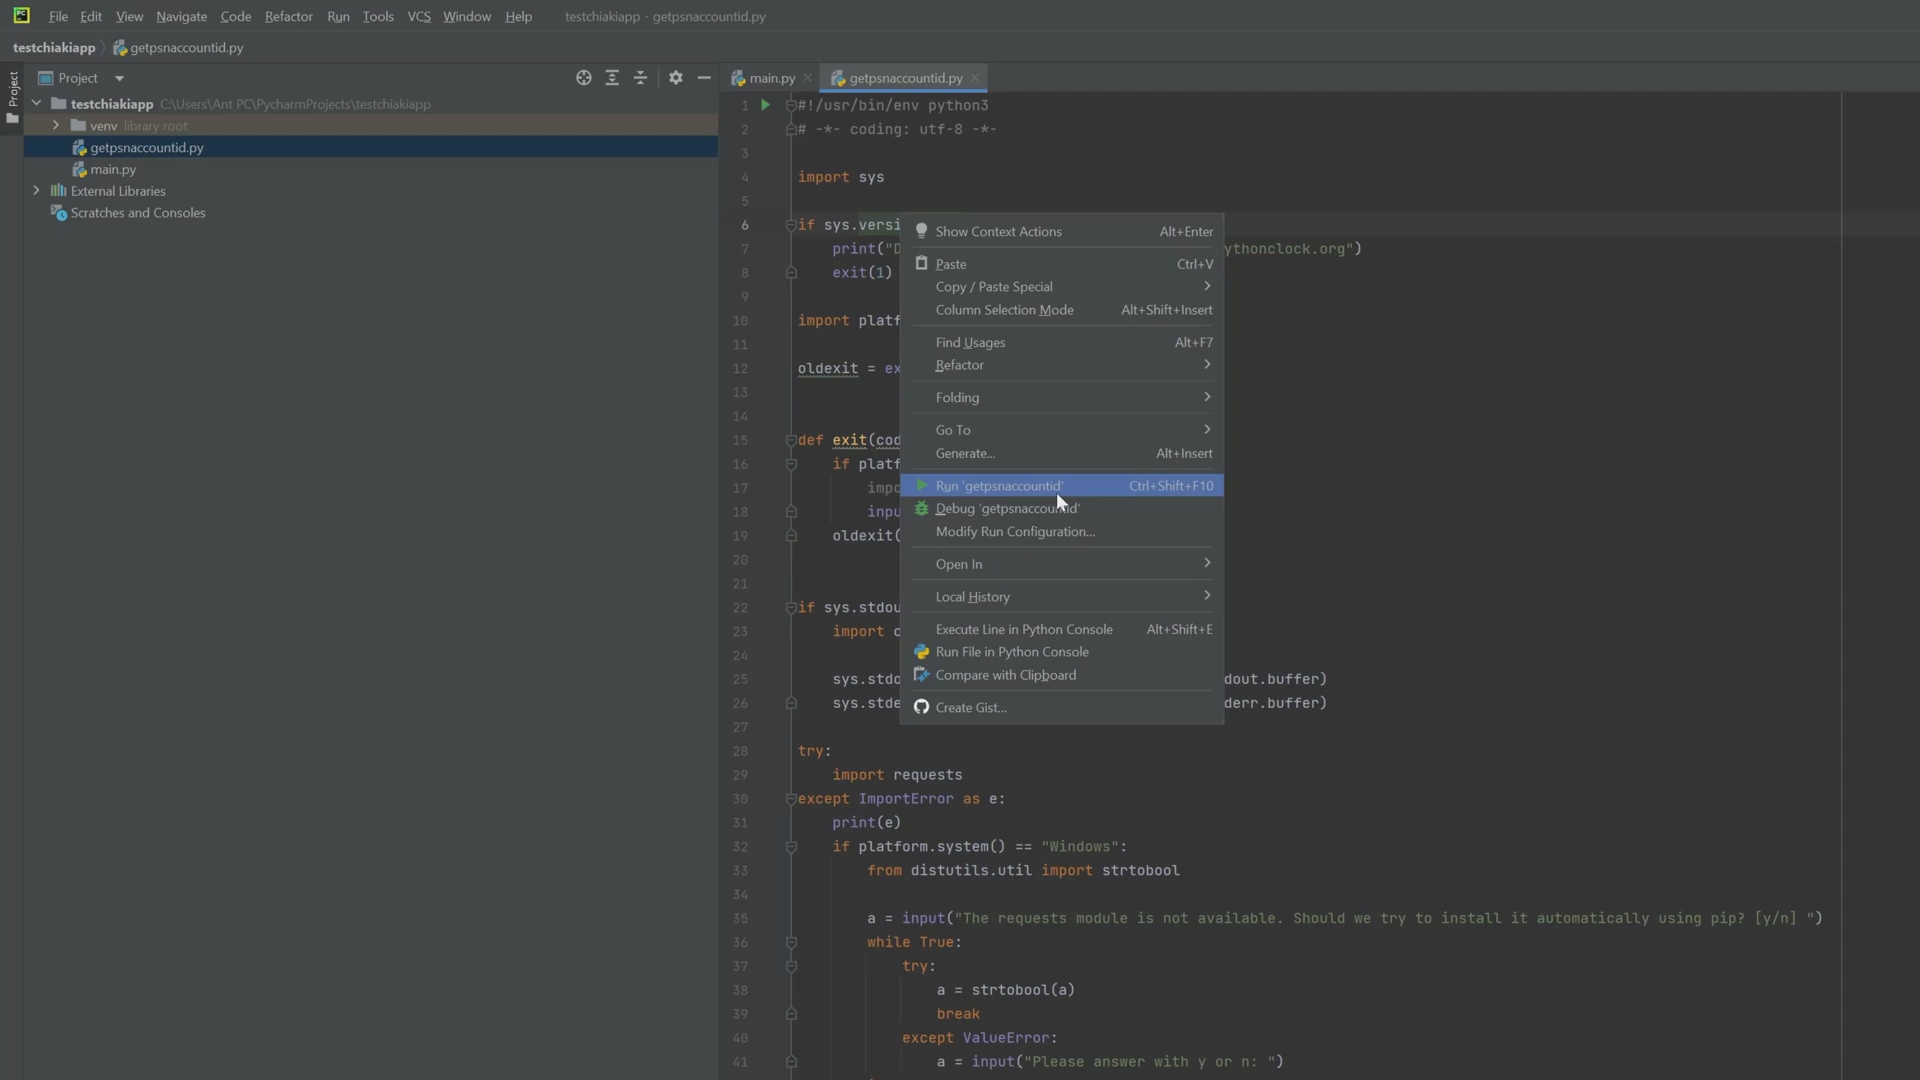 File Edit View Navigate Code Refactor Run Tools VCS Window Help testchiakiapp - getpsnaccountid.py
testchiakiapp getpsnaccountid.py
Project
Project
testchiakiapp C:\Users\Ant PC\PycharmProjects\testchiakiapp
venv library root
getpsnaccountid.py
main.py
External Libraries
Scratches and Consoles
main.py getpsnaccountid.py
1 #!/usr/bin/env python3
2 # -*- coding: utf-8 -*-
3
4 import sys
5
6 if sys.versi
7 print("D ythonclock.org")
8 exit(1)
9
10 import platf
11
12 oldexit = ex
13
14
15 def exit(cod
16 if platf
17 impo
18 inpu
19 oldexit(
20
21
22 if sys.stdou
23 import c
24
25 sys.stdo dout.buffer)
26 sys.stde derr.buffer)
27
28 try:
29 import requests
30 except ImportError as e:
31 print(e)
32 if platform.system() == "Windows":
33 from distutils.util import strtobool
34
35 a = input("The requests module is not available. Should we try to install it automatically using pip? [y/n] ")
36 while True:
37 try:
38 a = strtobool(a)
39 break
40 except ValueError:
41 a = input("Please answer with y or n: ")
Show Context Actions Alt+Enter
Paste Ctrl+V
Copy / Paste Special
Column Selection Mode Alt+Shift+Insert
Find Usages Alt+F7
Refactor
Folding
Go To
Generate... Alt+Insert
Run 'getpsnaccountid' Ctrl+Shift+F10
Debug 'getpsnaccountid'
Modify Run Configuration...
Open In
Local History
Execute Line in Python Console Alt+Shift+E
Run File in Python Console
Compare with Clipboard
Create Gist...